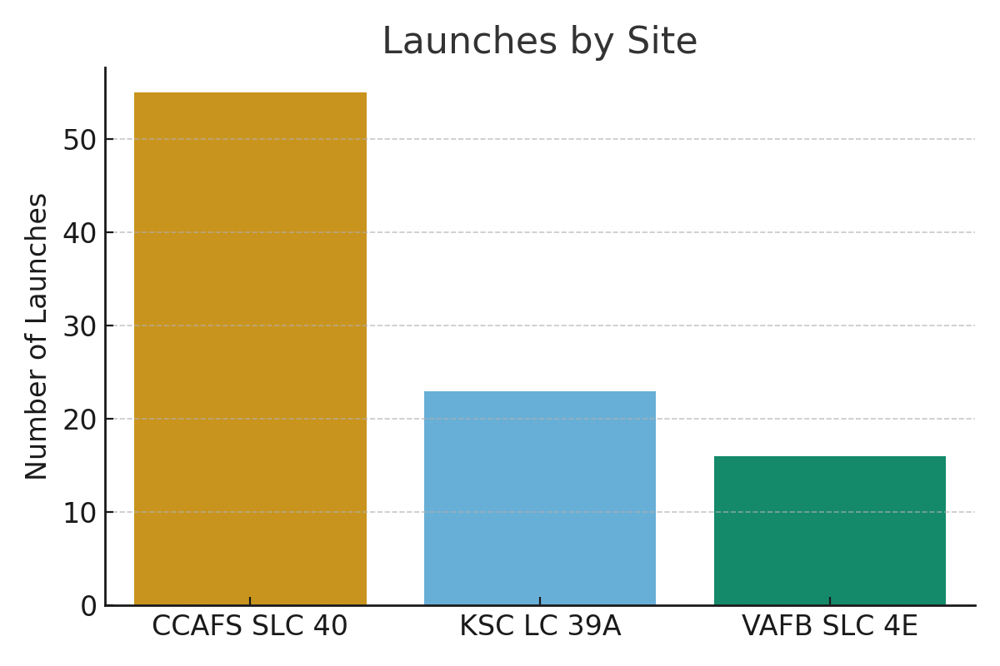 Launches by Site
Number of Launches
50
40
30
20
10
0
CCAFS SLC 40
KSC LC 39A
VAFB SLC 4E